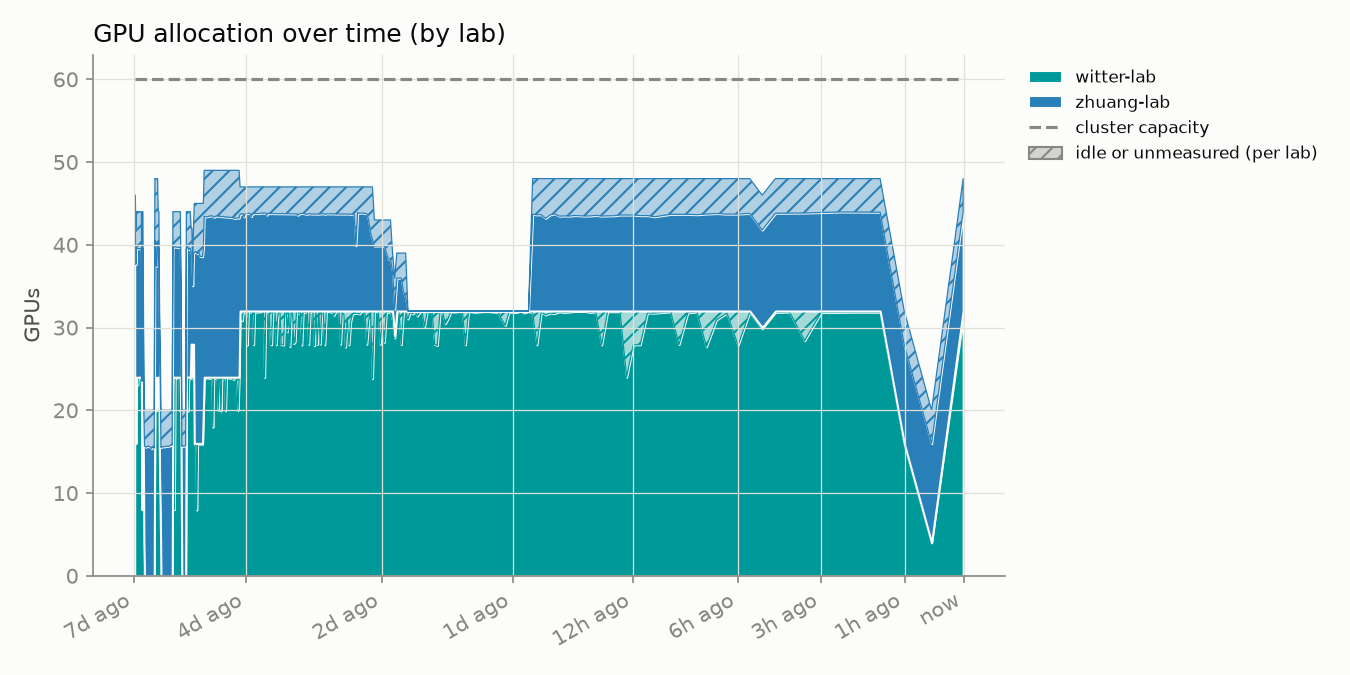 GPU allocation over time (by lab)
60
50
40
30
20
10
0
GPUs
7d ago
4d ago
2d ago
1d ago
12h ago
6h ago
3h ago
1h ago
now
witter-lab
zhuang-lab
cluster capacity
idle or unmeasured (per lab)